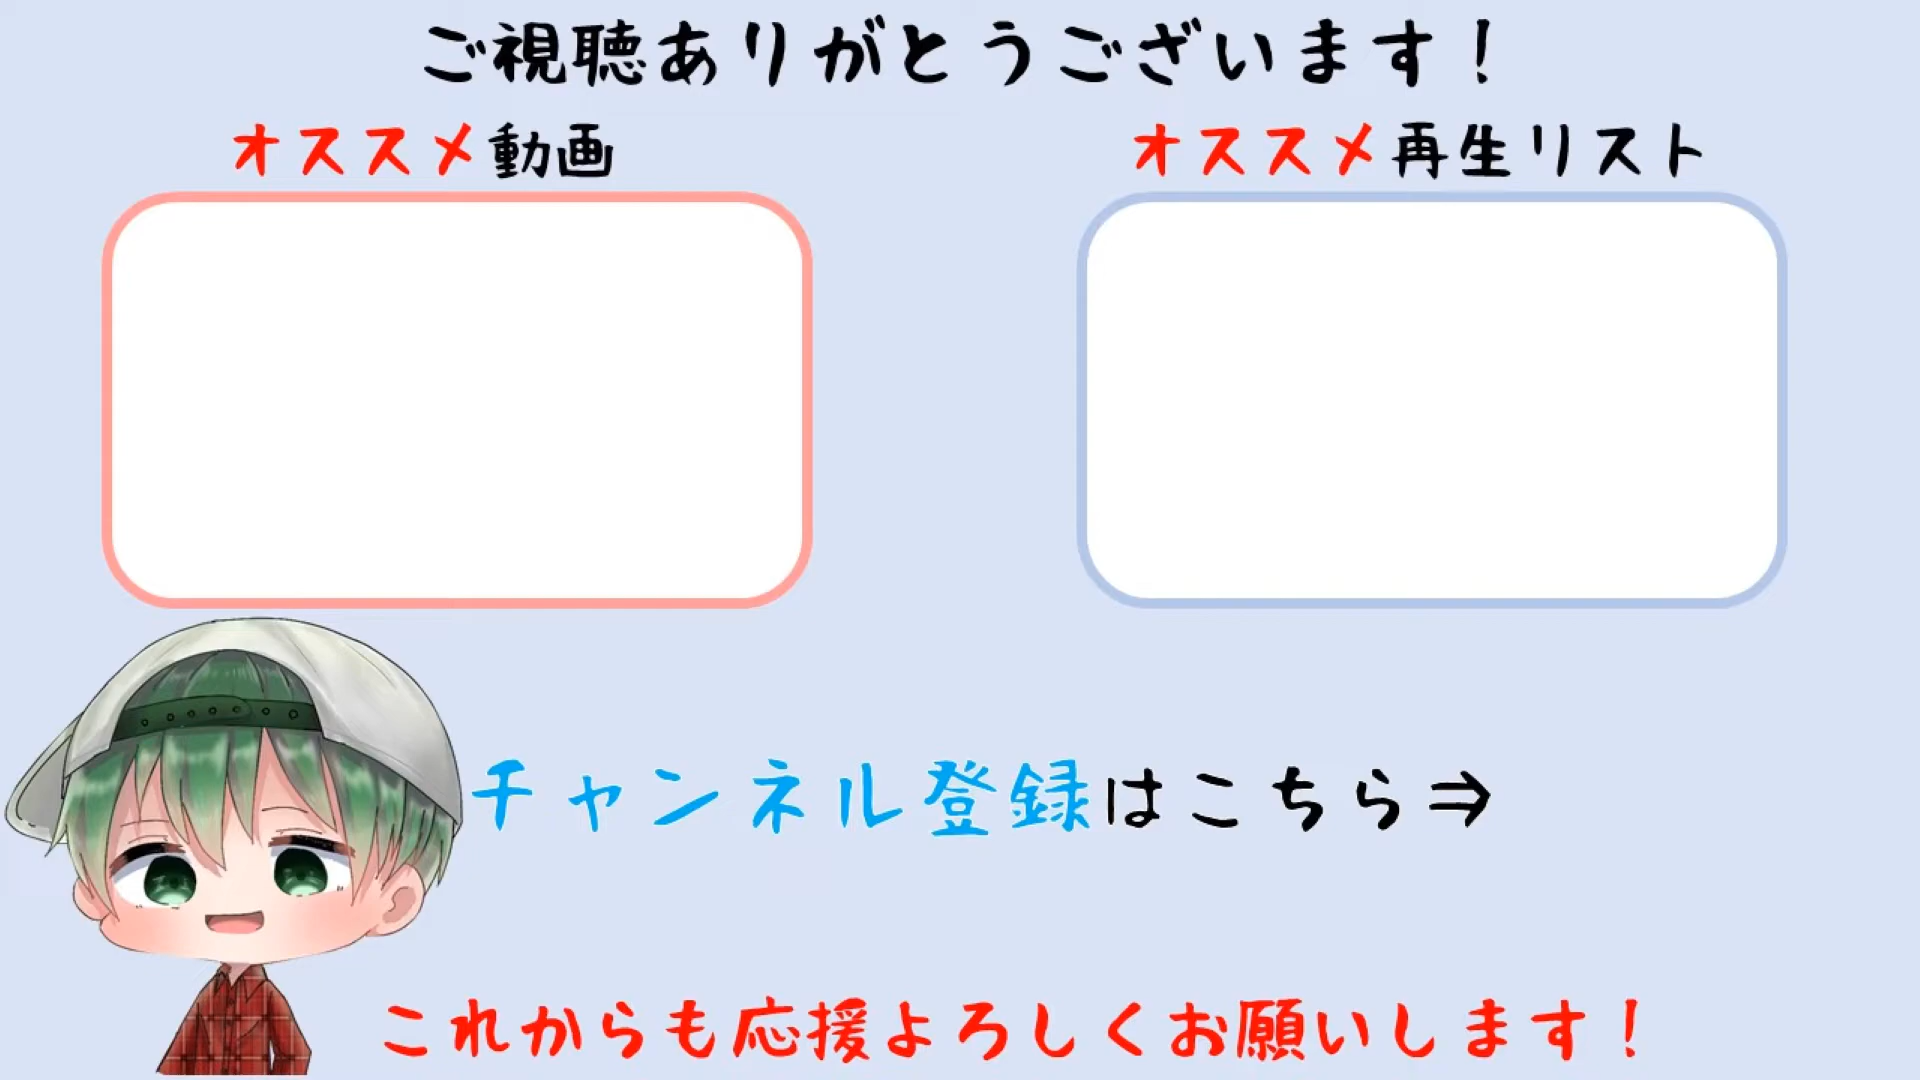 ご視聴ありがとうございます！
オススメ動画
オススメ再生リスト
チャンネル登録はこちら⇒
これからも応援よろしくお願いします！